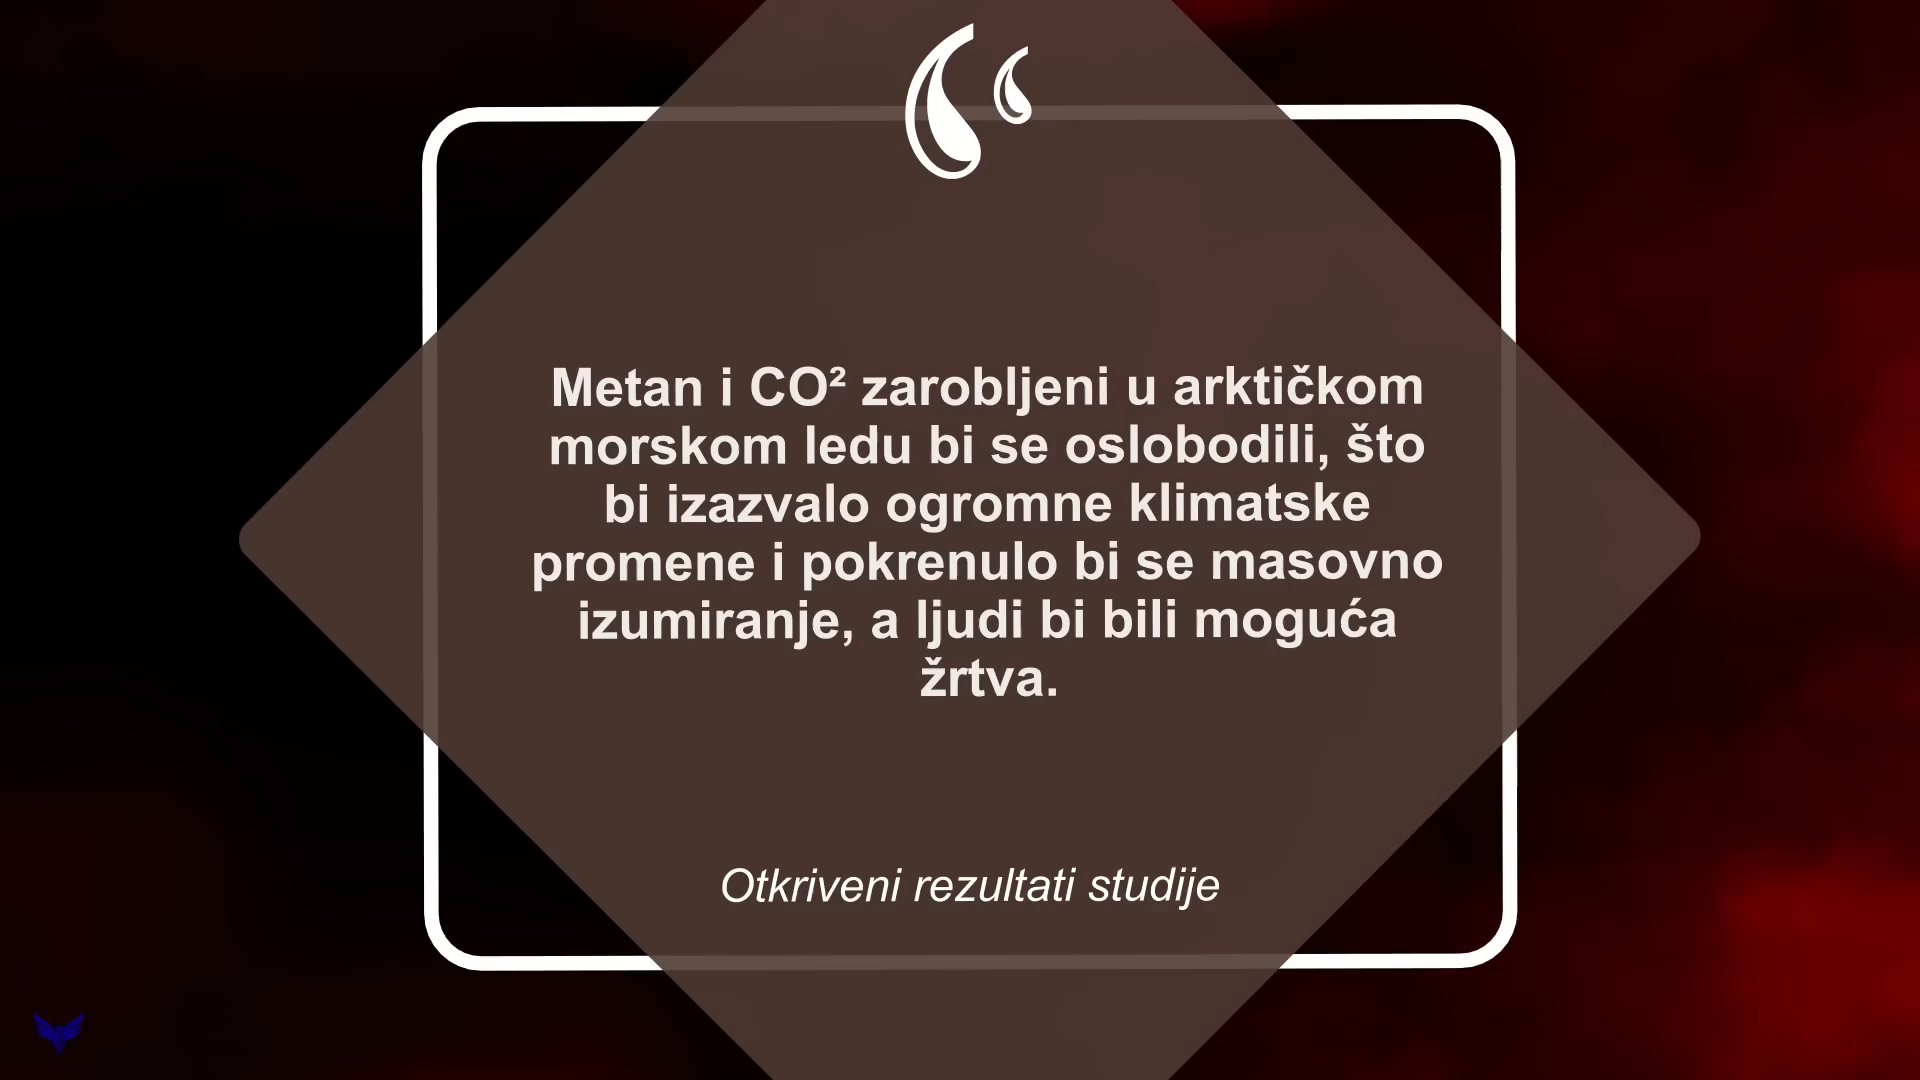 Metan i CO² zarobljeni u arktičkom
morskom ledu bi se oslobodili, što
bi izazvalo ogromne klimatske
promene i pokrenulo bi se masovno
izumiranje, a ljudi bi bili moguća
žrtva.
Otkriveni rezultati studije